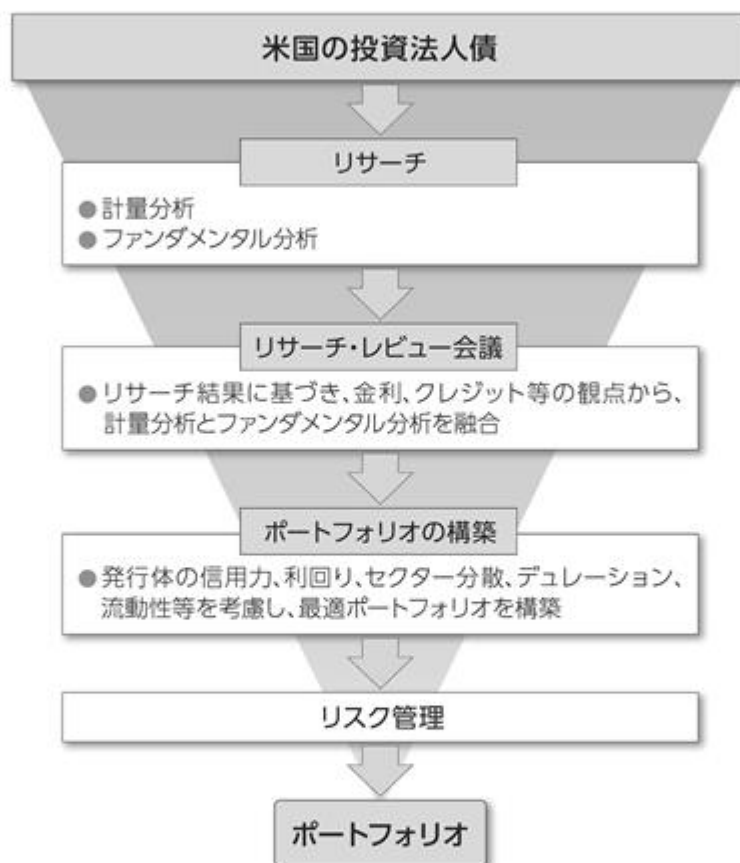 米国の投資法人債
リサーチ
● 計量分析
● ファンダメンタル分析
リサーチ・レビュー会議
● リサーチ結果に基づき、金利、クレジット等の観点から、
計量分析とファンダメンタル分析を融合
ポートフォリオの構築
● 発行体の信用力、利回り、セクター分散、デュレーション、
流動性等を考慮し、最適ポートフォリオを構築
リスク管理
ポートフォリオ